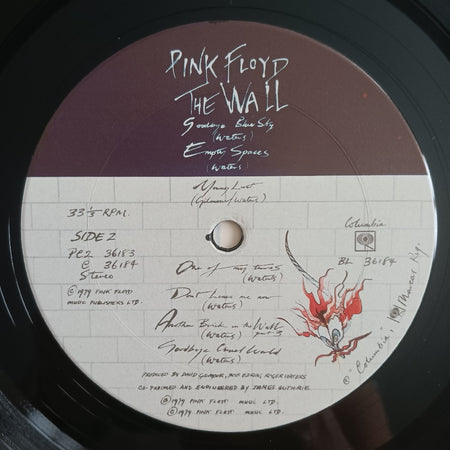 PINK FLOYD
THE WALL
Goodbye Blue Sky
(Waters)
Empty Spaces
(Waters)
Young Lust
(Gilmour/Waters)
33 1/3 RPM.
SIDE 2
PC2 36183
© 36184
Stereo
℗ 1979 PINK FLOYD
MUSIC PUBLISHERS LTD.
Columbia
BL 36184
One of my turns
(Waters)
Dont leave me now
(Waters)
Another Brick in the Wall
part 3
(Waters)
Goodbye Cruel World
(Waters)
PRODUCED BY DAVID GILMOUR, BOB EZRIN, ROGER WATERS
CO-PRODUCED AND ENGINEERED BY JAMES GUTHRIE.
℗ 1979 PINK FLOYD MUSIC LTD.
© 1979 PINK FLOYD MUSIC LTD.
® "Columbia",
Marcas Reg.